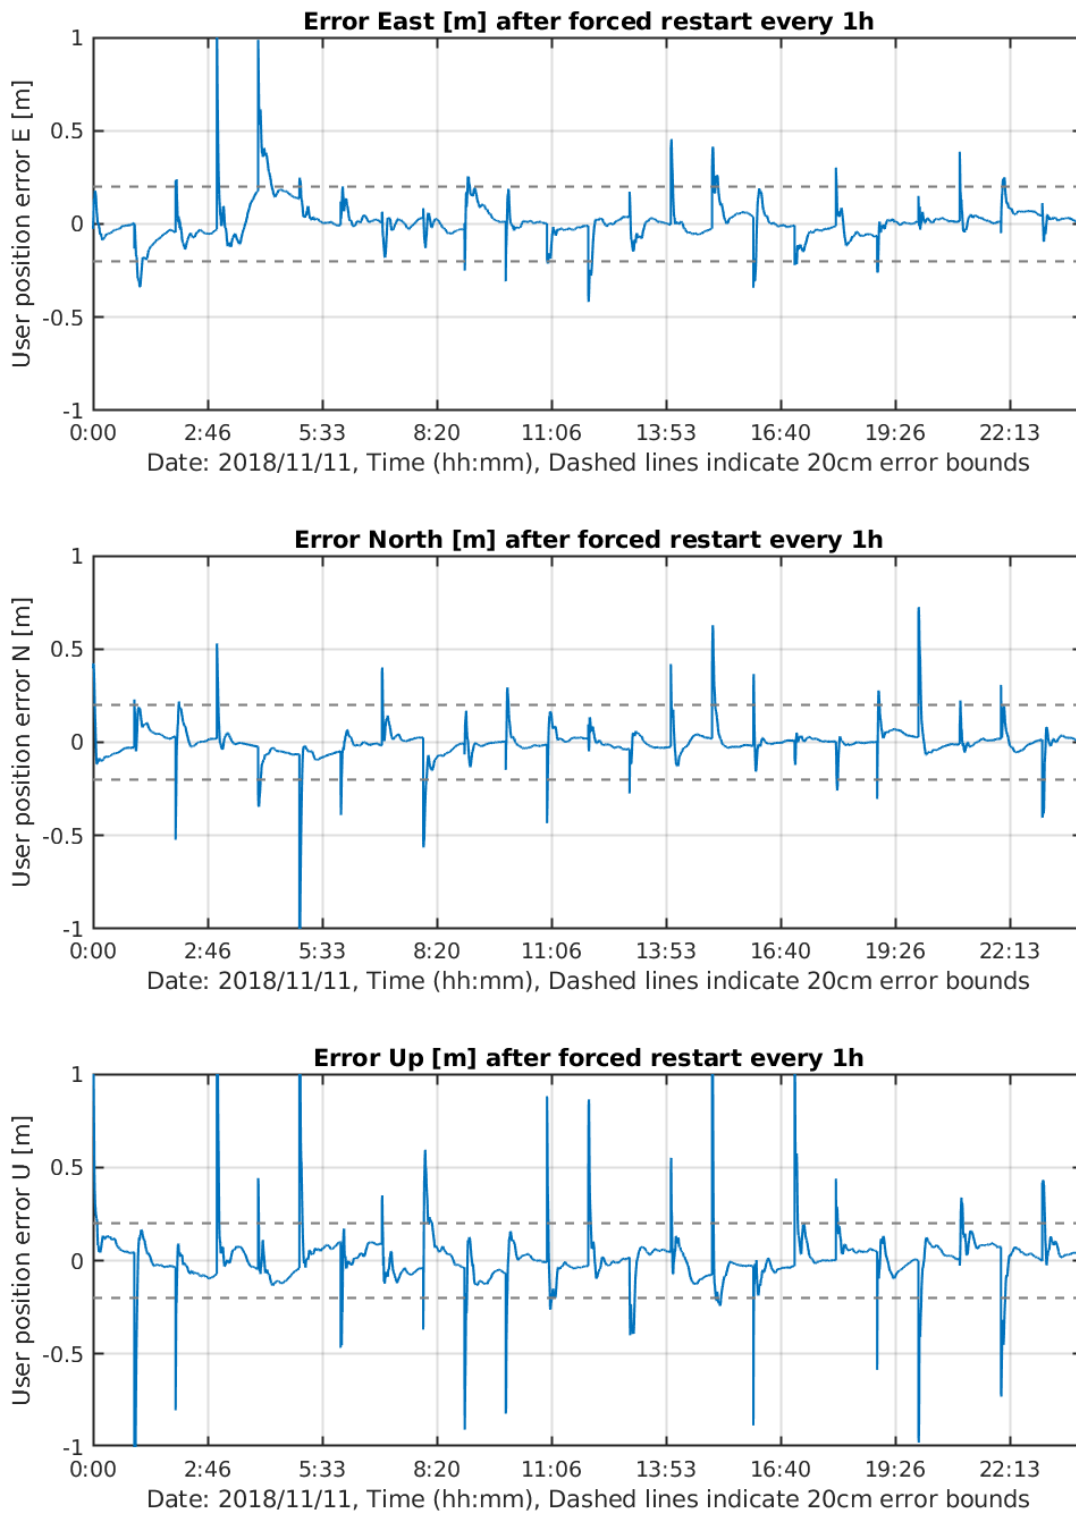 Error East [m] after forced restart every 1h
User position error E [m]
1
0.5
0
-0.5
-1
0:00 2:46 5:33 8:20 11:06 13:53 16:40 19:26 22:13
Date: 2018/11/11, Time (hh:mm), Dashed lines indicate 20cm error bounds
Error North [m] after forced restart every 1h
User position error N [m]
1
0.5
0
-0.5
-1
0:00 2:46 5:33 8:20 11:06 13:53 16:40 19:26 22:13
Date: 2018/11/11, Time (hh:mm), Dashed lines indicate 20cm error bounds
Error Up [m] after forced restart every 1h
User position error U [m]
1
0.5
0
-0.5
-1
0:00 2:46 5:33 8:20 11:06 13:53 16:40 19:26 22:13
Date: 2018/11/11, Time (hh:mm), Dashed lines indicate 20cm error bounds